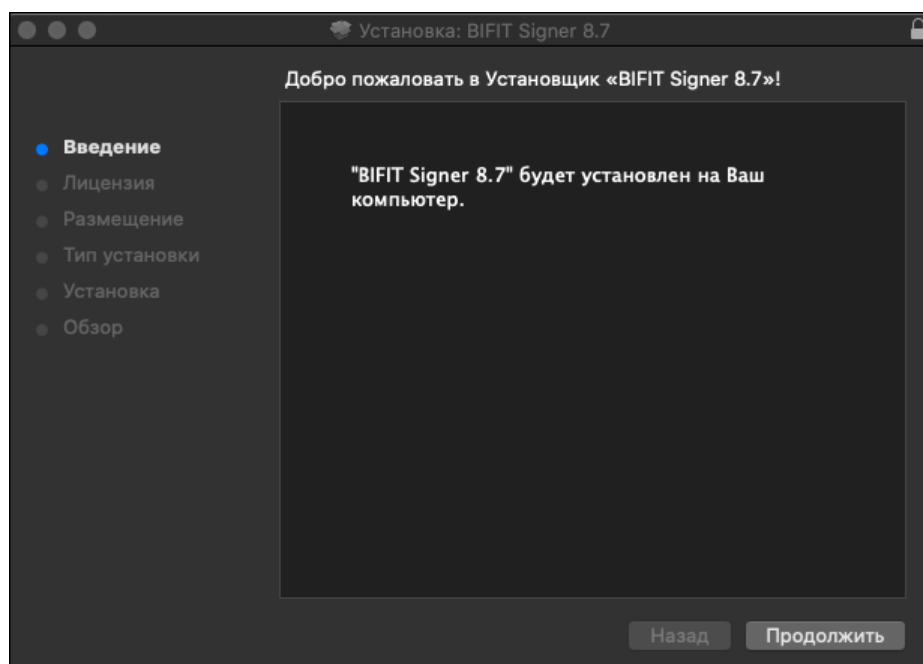 Установка: BIFIT Signer 8.7
Добро пожаловать в Установщик «BIFIT Signer 8.7»!
Введение
Лицензия
Размещение
Тип установки
Установка
Обзор
"BIFIT Signer 8.7" будет установлен на Ваш
компьютер.
Назад
Продолжить